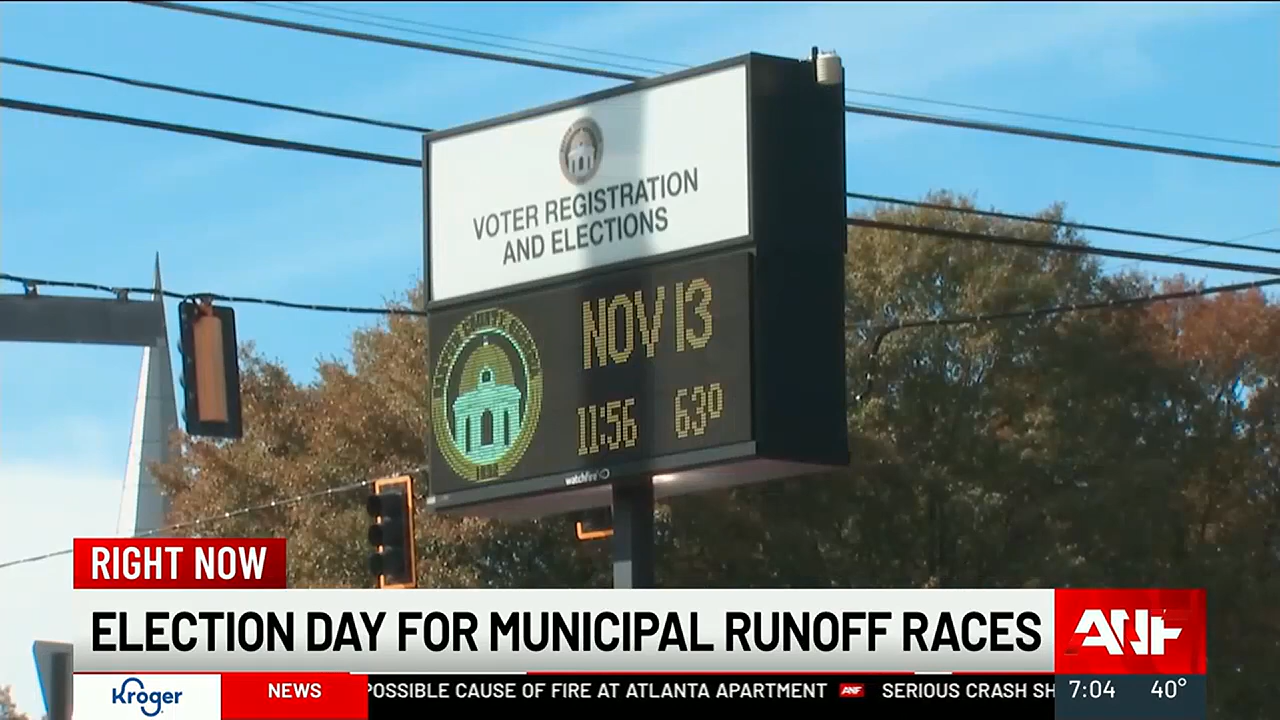 VOTER REGISTRATION
AND ELECTIONS
NOV 13
11:56 63º
watchfire
RIGHT NOW
ELECTION DAY FOR MUNICIPAL RUNOFF RACES
ANF
Kroger NEWS POSSIBLE CAUSE OF FIRE AT ATLANTA APARTMENT ANF SERIOUS CRASH SH 7:04 40°